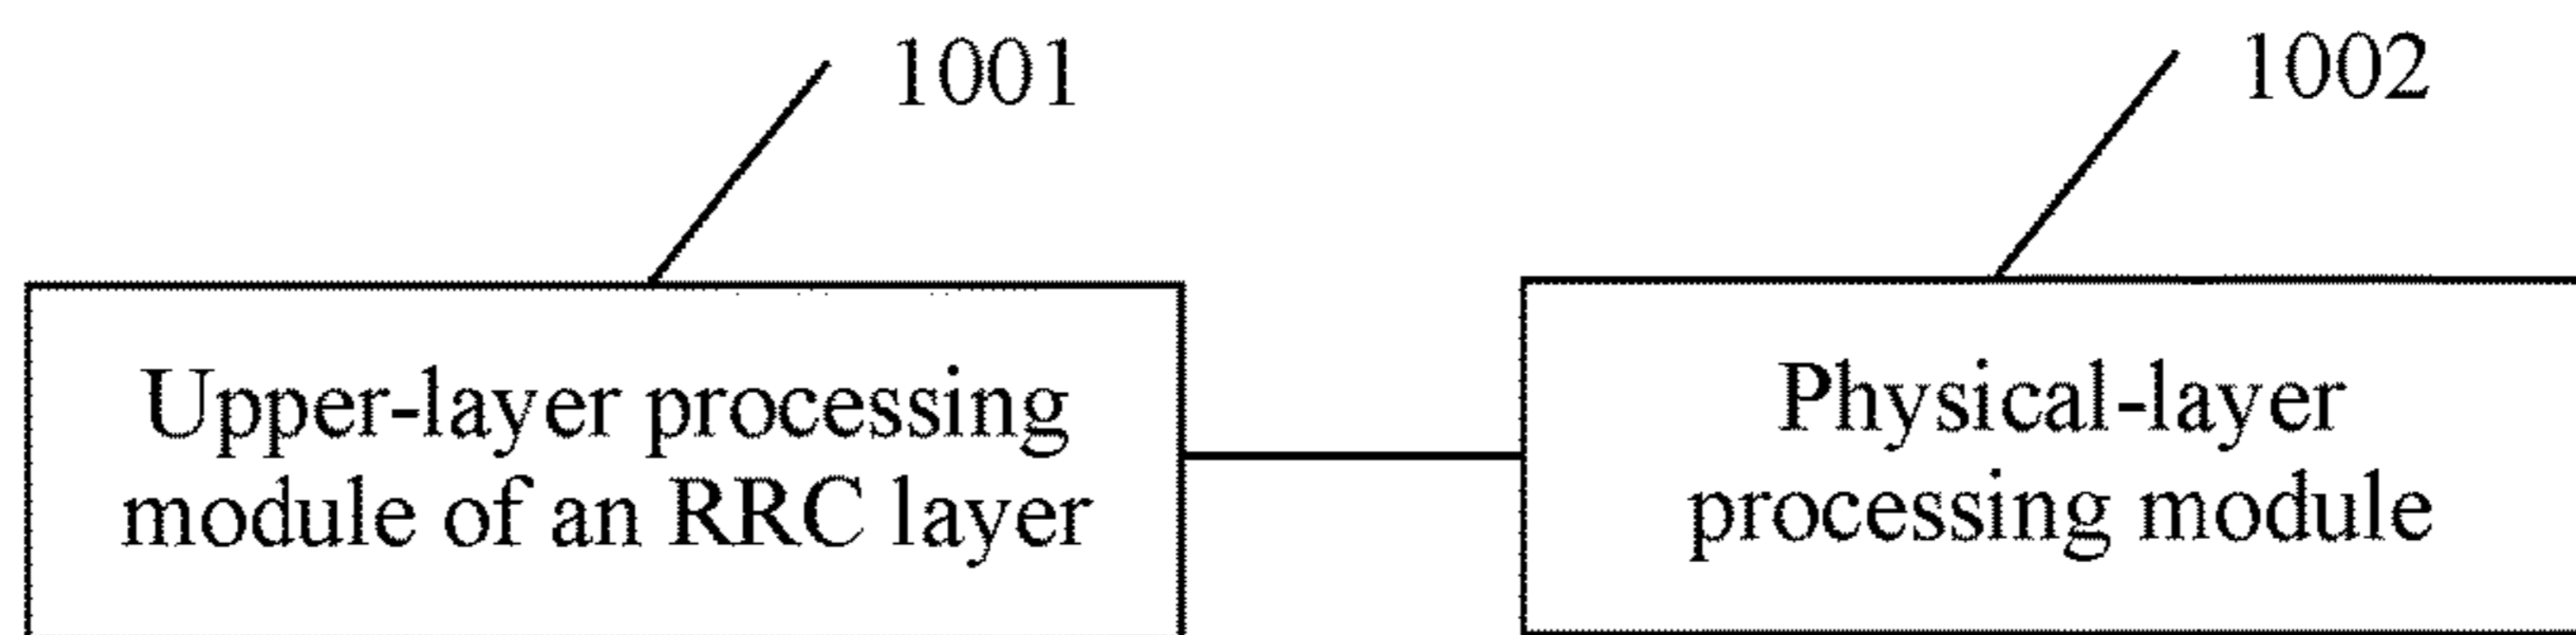 1001
1002
Upper-layer processing
module of an RRC layer
Physical-layer
processing module